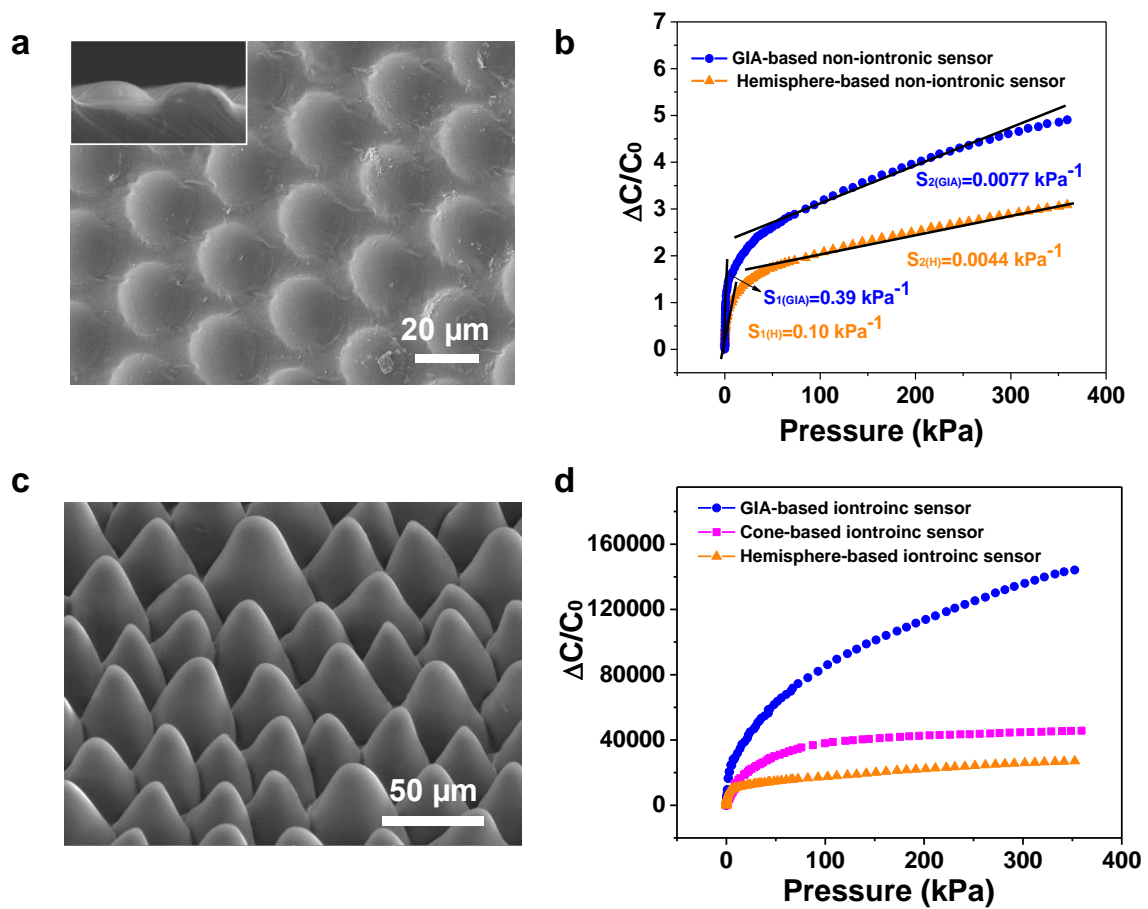 a
20 μm
b
7
6
5
4
3
2
1
0
ΔC/C0
GIA-based non-iontronic sensor
Hemisphere-based non-iontronic sensor
S2(GIA)=0.0077 kPa-1
S2(H)=0.0044 kPa-1
S1(GIA)=0.39 kPa-1
S1(H)=0.10 kPa-1
0 100 200 300 400
Pressure (kPa)
c
50 μm
d
160000
120000
80000
40000
0
ΔC/C0
GIA-based iontroinc sensor
Cone-based iontroinc sensor
Hemisphere-based iontroinc sensor
0 100 200 300 400
Pressure (kPa)